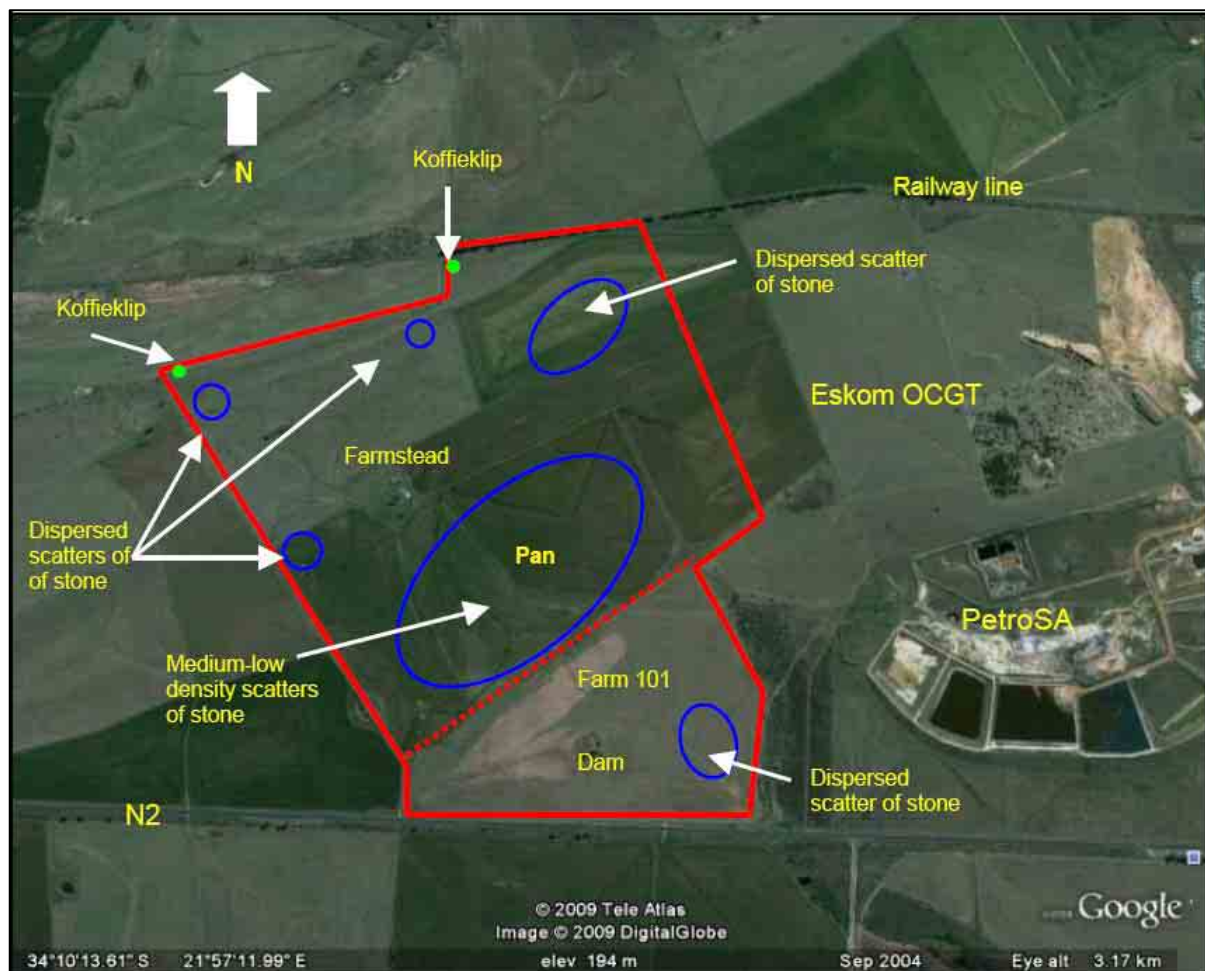 N
Koffieklip
Railway line
Dispersed scatter
of stone
Koffieklip
Eskom OCGT
Farmstead
Dispersed
scatters of
of stone
Pan
PetroSA
Medium-low
density scatters
of stone
Farm 101
Dam
Dispersed
scatter of stone
N2
© 2009 Tele Atlas
Image © 2009 DigitalGlobe
Google
34°10'13.61" S 21°57'11.99" E elev 194 m Sep 2004 Eye alt 3.17 km